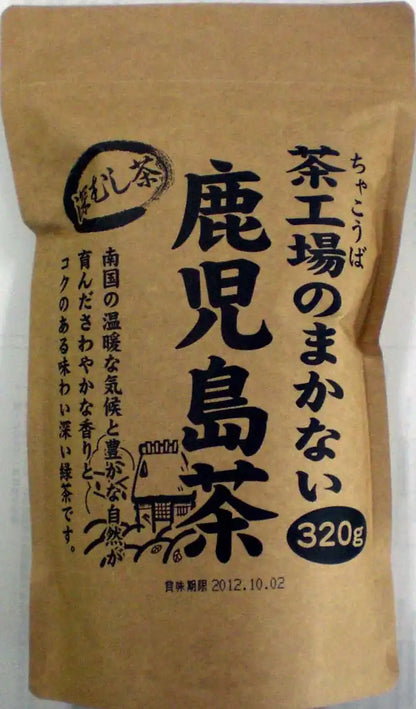 茶工場のまかない
ちゃこうば
320g
鹿児島茶
深むし茶
南国の温暖な気候と豊かな自然が
育んださわやかな香りと、
コクのある味わい深い緑茶です。
賞味期限 2012.10.02